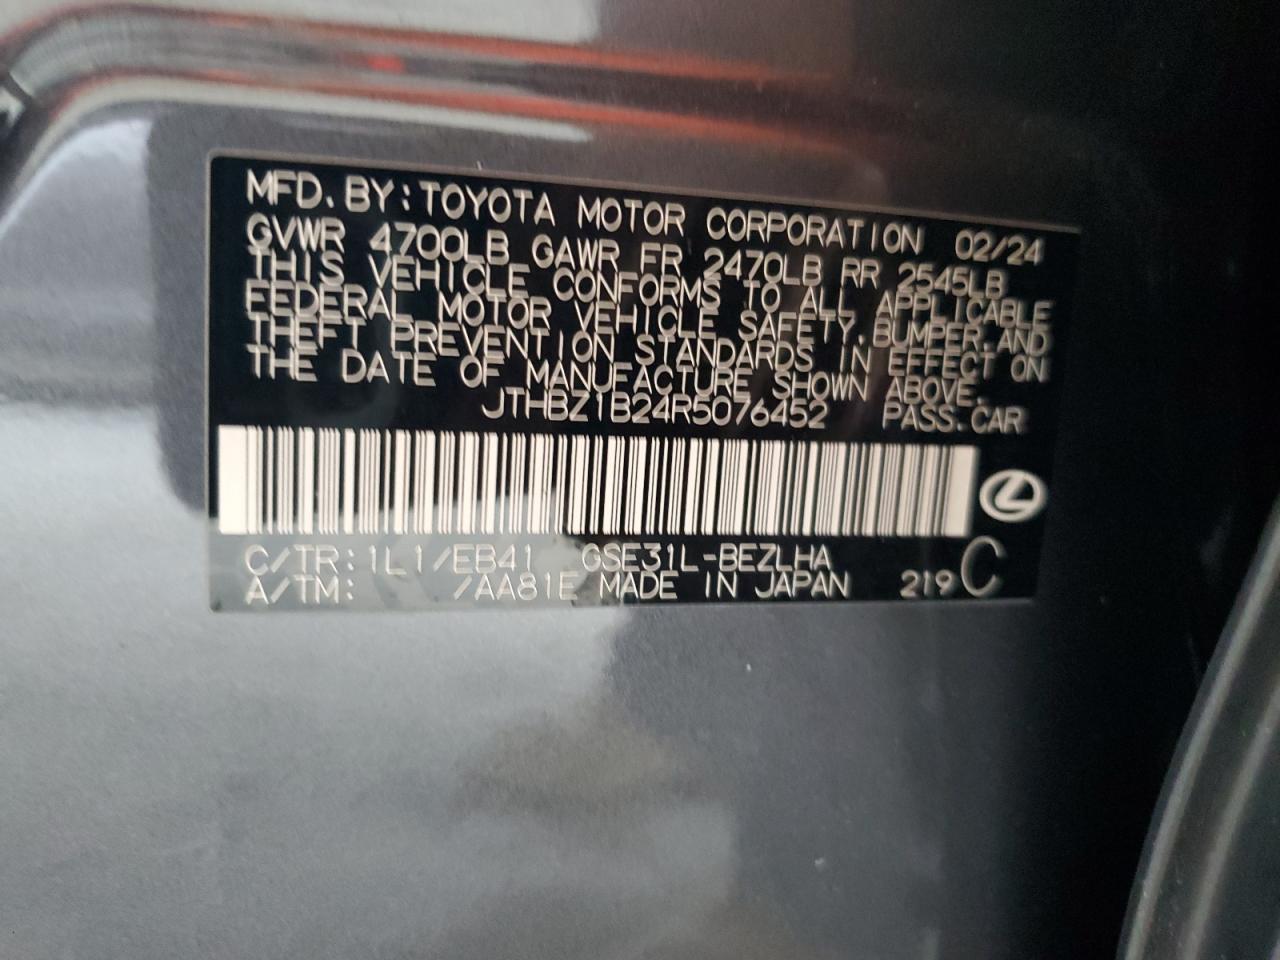 MFD. BY: TOYOTA MOTOR CORPORATION 02/24
GVWR 4700LB GAWR FR 2470LB RR 2545LB
THIS VEHICLE CONFORMS TO ALL APPLICABLE
FEDERAL MOTOR VEHICLE SAFETY, BUMPER, AND
THEFT PREVENTION STANDARDS IN EFFECT ON
THE DATE OF MANUFACTURE SHOWN ABOVE.
JTHBZ1B24R5076452 PASS. CAR
C/TR: 1L1/EB41 GSE31L-BEZLHA
A/TM: /AA81E MADE IN JAPAN 219 C